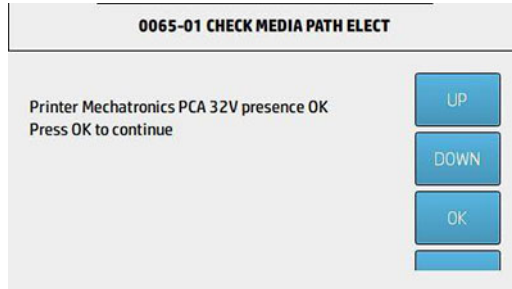 0065-01 CHECK MEDIA PATH ELECT
Printer Mechatronics PCA 32V presence OK
Press OK to continue
UP
DOWN
OK